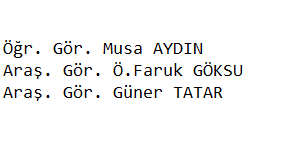 Öğr. Gör. Musa AYDIN
Araş. Gör. Ö.Faruk GÖKSU
Araş. Gör. Güner TATAR